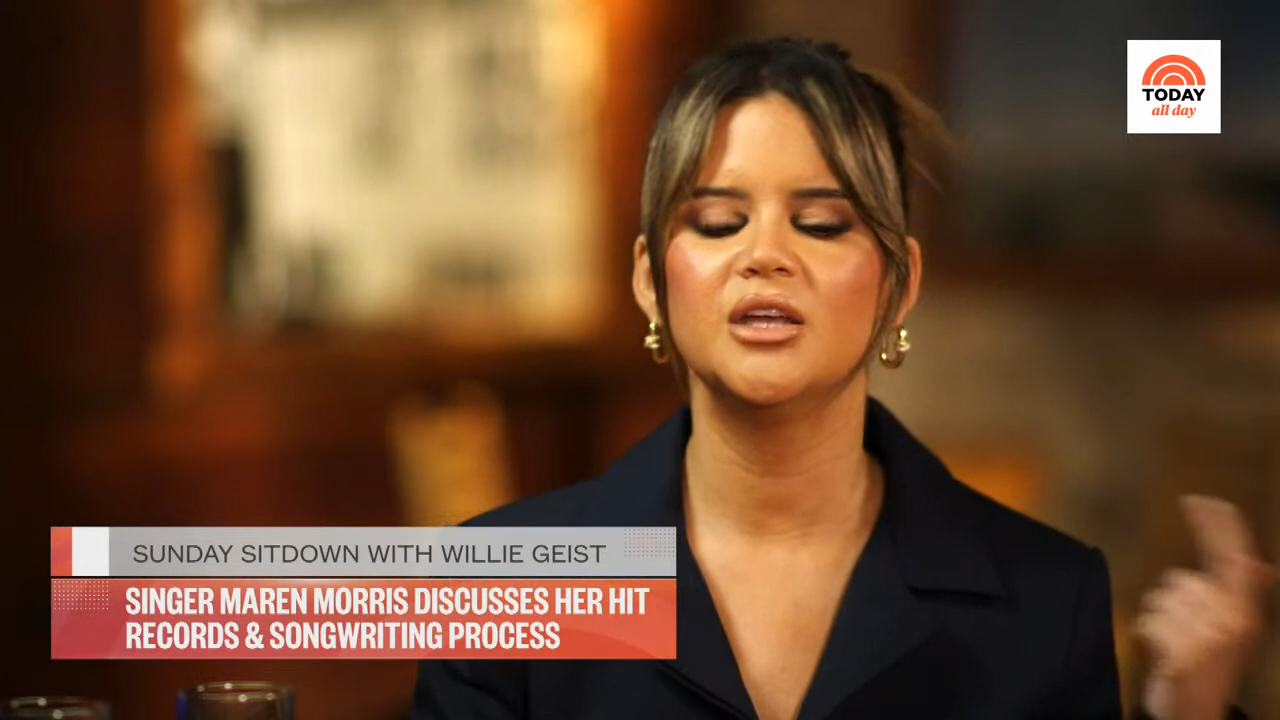 TODAY
all day
SUNDAY SITDOWN WITH WILLIE GEIST
SINGER MAREN MORRIS DISCUSSES HER HIT
RECORDS & SONGWRITING PROCESS